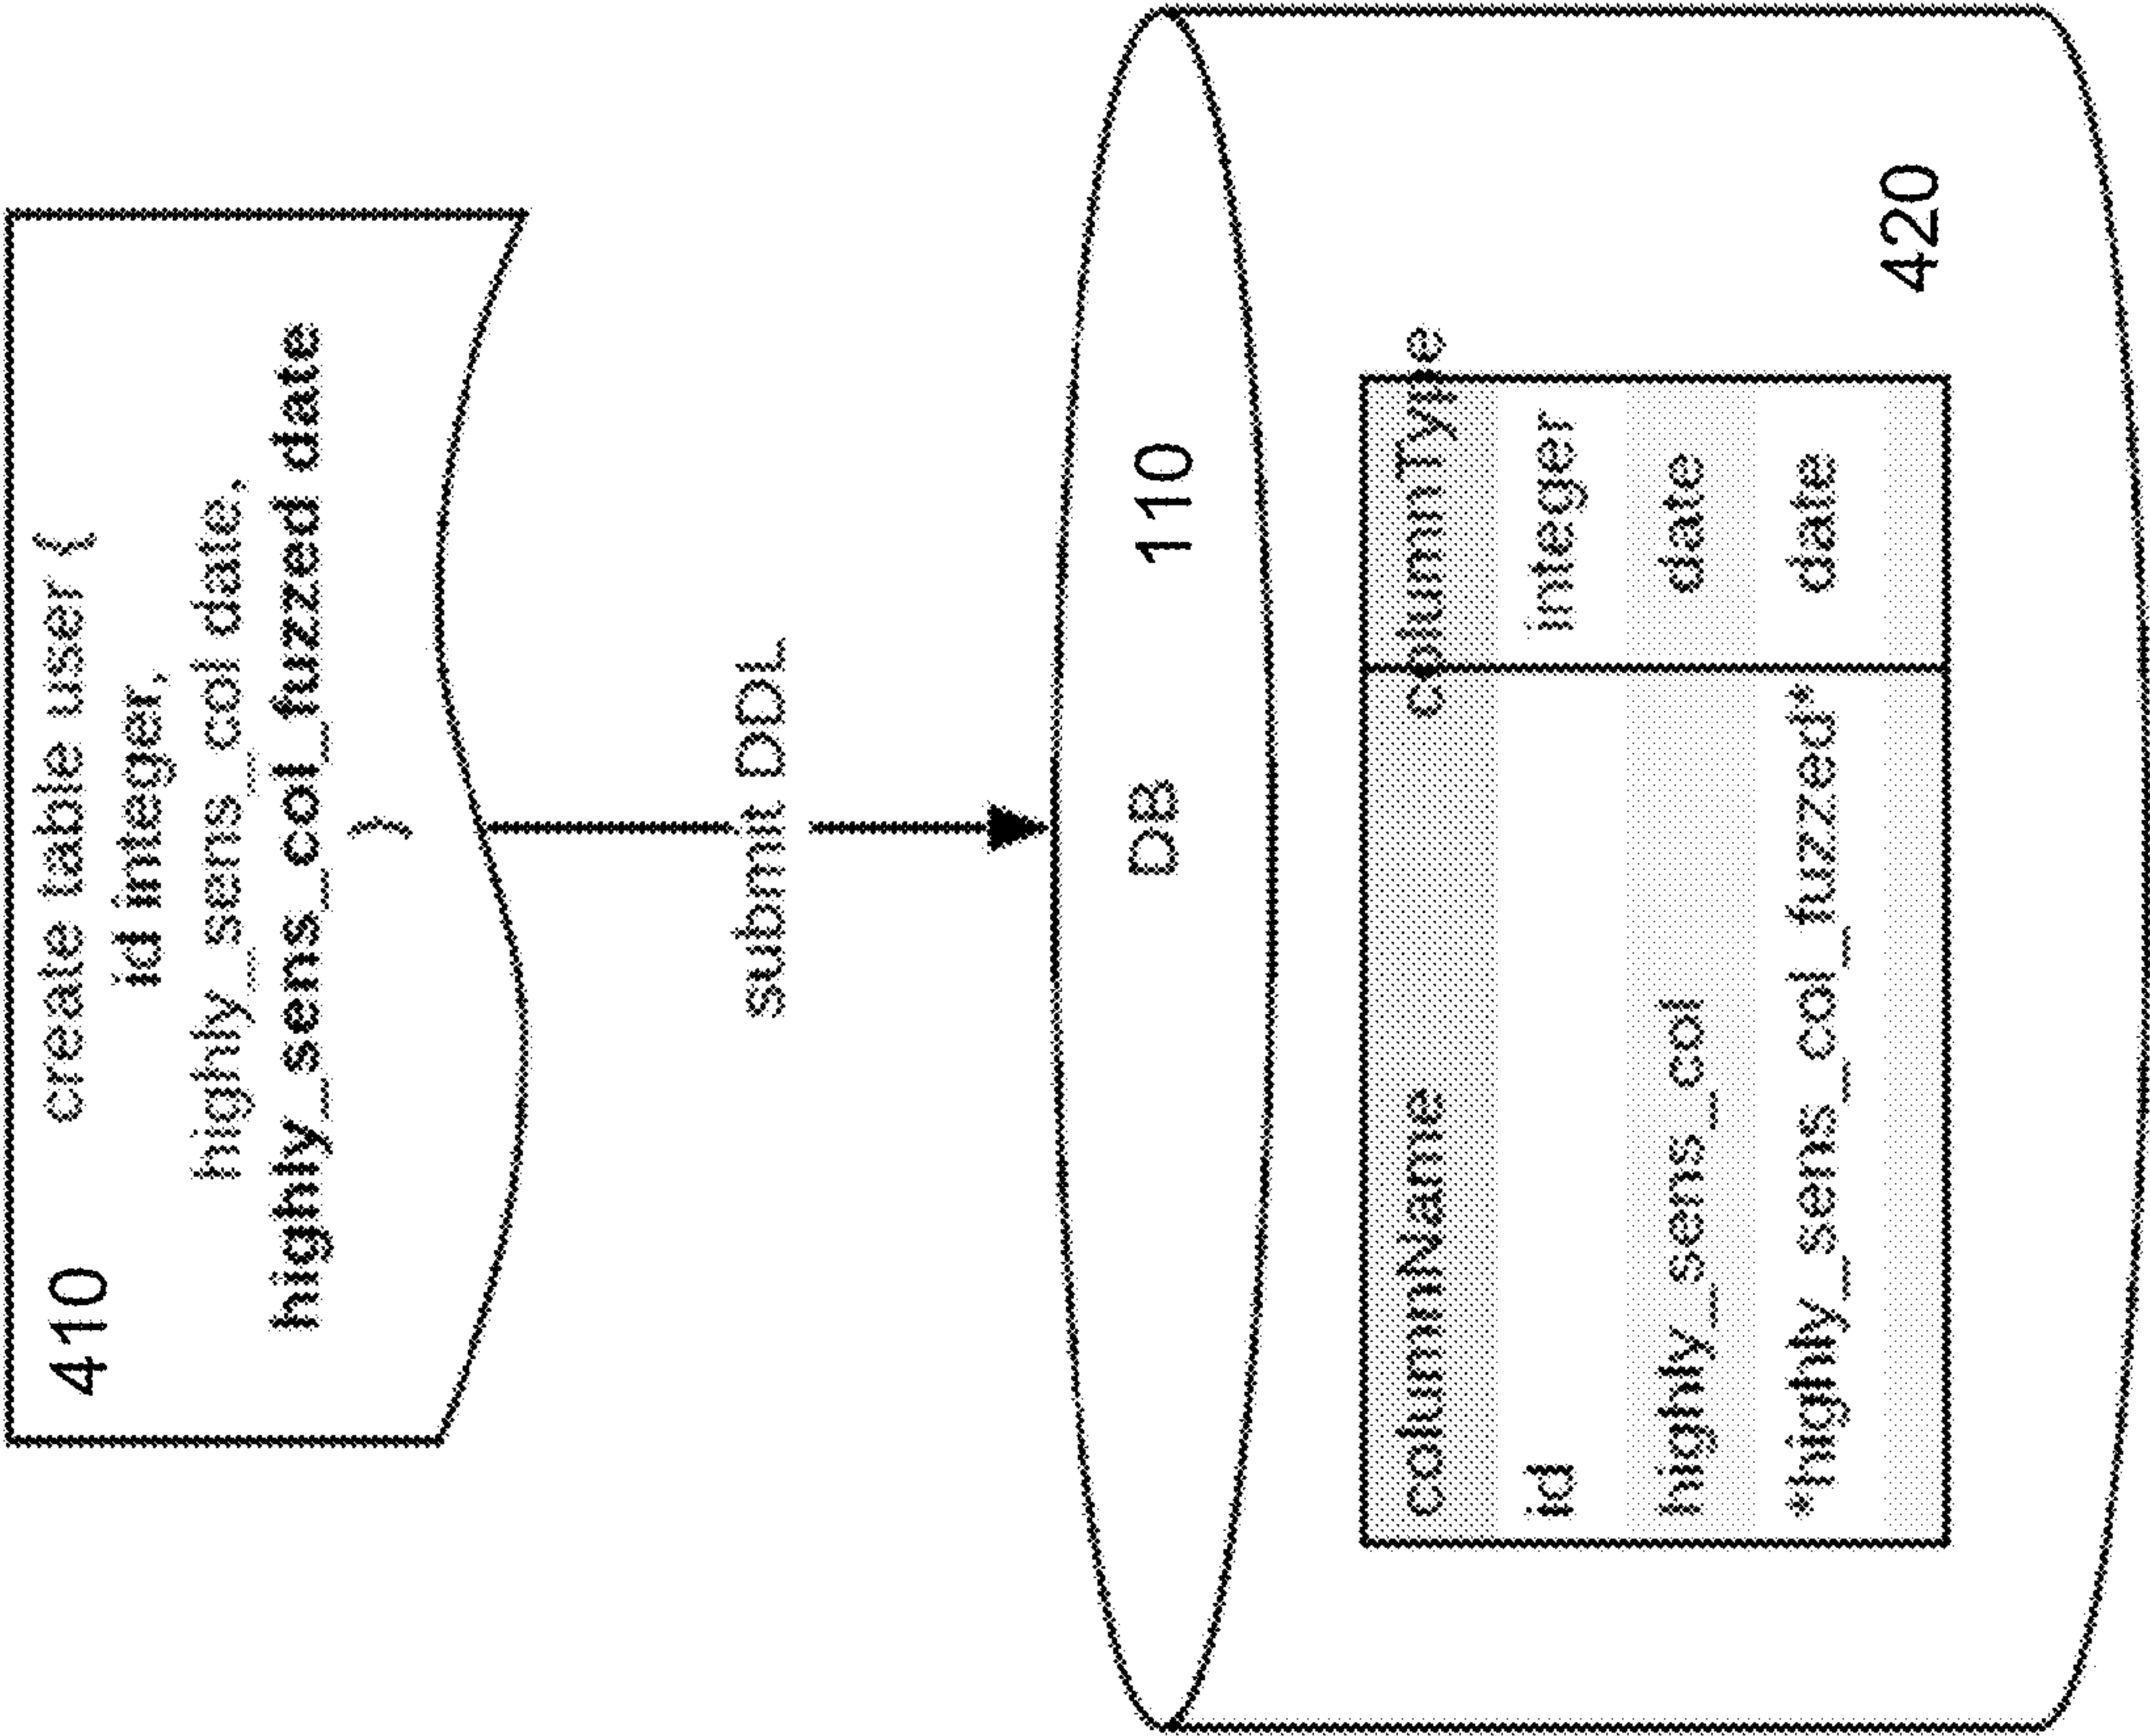 410 create table user (
id integer,
highly_sens_col date,
highly_sens_col_fuzzed date
)
submit DDL
DB 110
columnName columnType
id integer
highly_sens_col date
*highly_sens_col_fuzzed* date
420